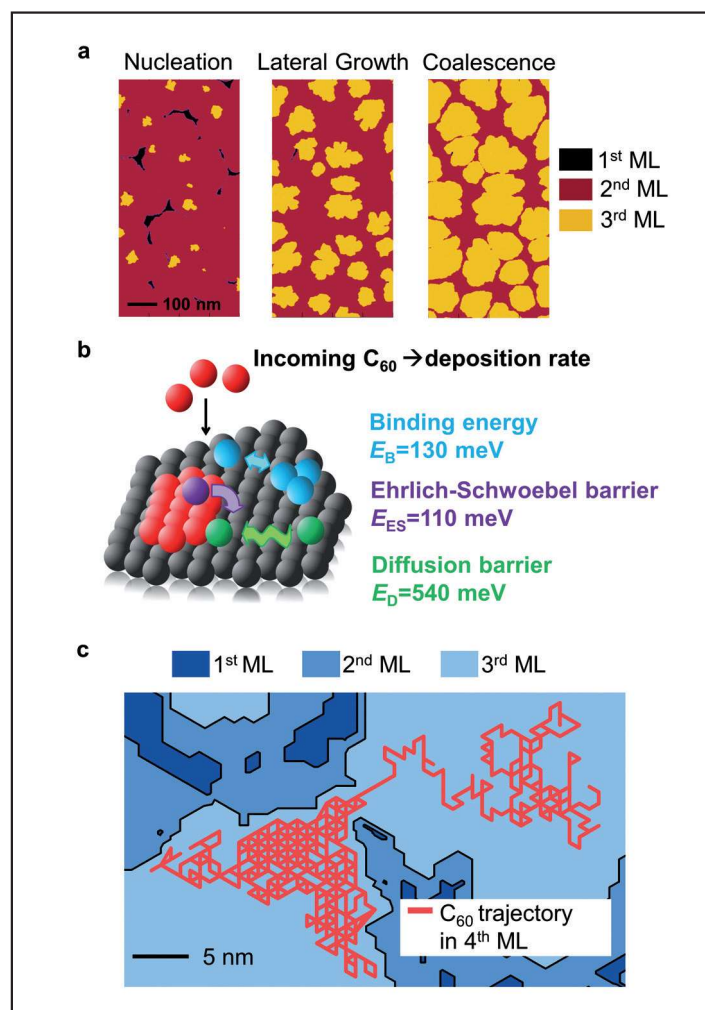 a
Nucleation Lateral Growth Coalescence
1st ML
2nd ML
3rd ML
100 nm
b
Incoming C60 →deposition rate
Binding energy
EB=130 meV
Ehrlich-Schwoebel barrier
EES=110 meV
Diffusion barrier
ED=540 meV
c
1st ML 2nd ML 3rd ML
C60 trajectory
in 4th ML
5 nm